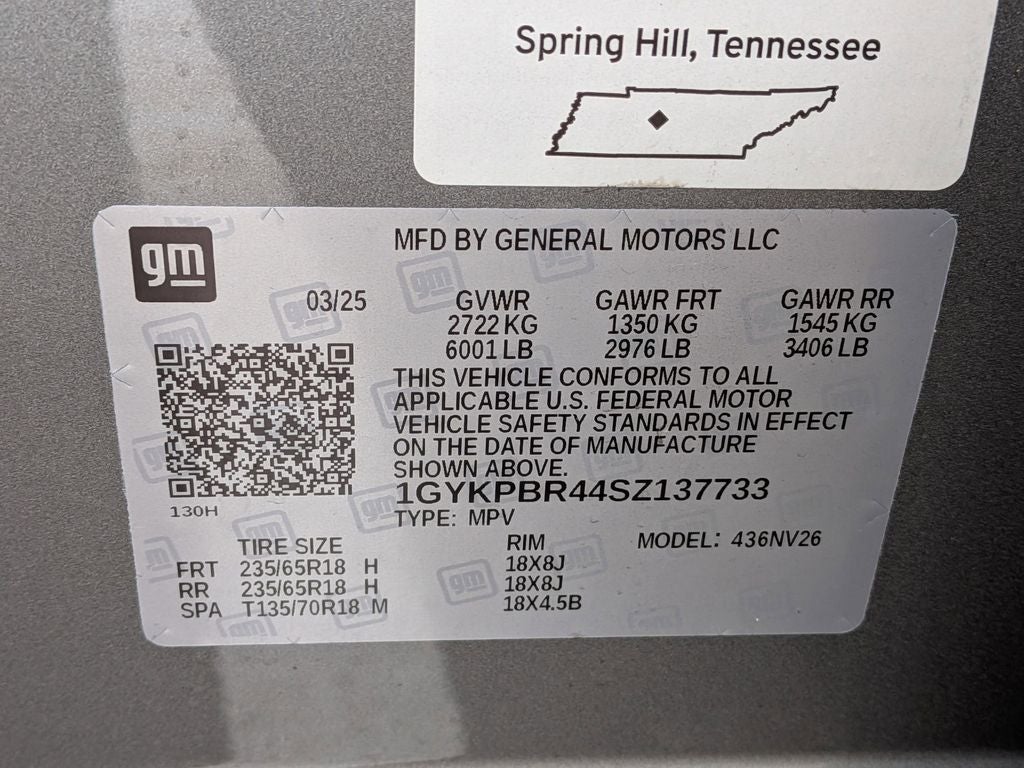 Spring Hill, Tennessee
gm
MFD BY GENERAL MOTORS LLC
03/25 GVWR GAWR FRT GAWR RR
2722 KG 1350 KG 1545 KG
6001 LB 2976 LB 3406 LB
THIS VEHICLE CONFORMS TO ALL
APPLICABLE U.S. FEDERAL MOTOR
VEHICLE SAFETY STANDARDS IN EFFECT
ON THE DATE OF MANUFACTURE
SHOWN ABOVE.
1GYKPBR44SZ137733
130H
TYPE: MPV
TIRE SIZE RIM MODEL: 436NV26
FRT 235/65R18 H 18X8J
RR 235/65R18 H 18X8J
SPA T135/70R18 M 18X4.5B